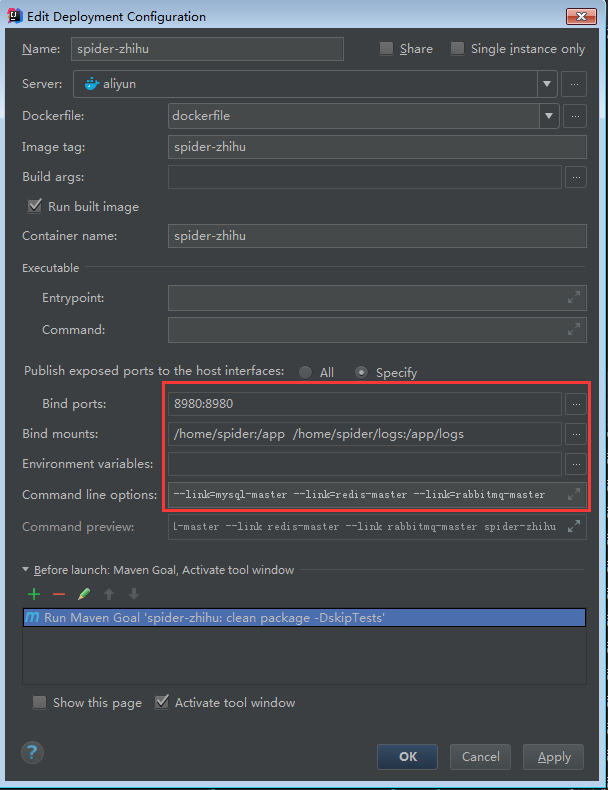 Edit Deployment Configuration
Name: spider-zhihu Share Single instance only
Server: aliyun ...
Dockerfile: dockerfile ...
Image tag: spider-zhihu
Build args: ...
Run built image
Container name: spider-zhihu
Executable
Entrypoint:
Command:
Publish exposed ports to the host interfaces: All Specify
Bind ports: 8980:8980 ...
Bind mounts: /home/spider:/app /home/spider/logs:/app/logs ...
Environment variables: ...
Command line options: --link=mysql-master --link=redis-master --link=rabbitmq-master
Command preview: l-master --link redis-master --link rabbitmq-master spider-zhihu
Before launch: Maven Goal, Activate tool window
m Run Maven Goal 'spider-zhihu: clean package -DskipTests'
Show this page Activate tool window
? OK Cancel Apply